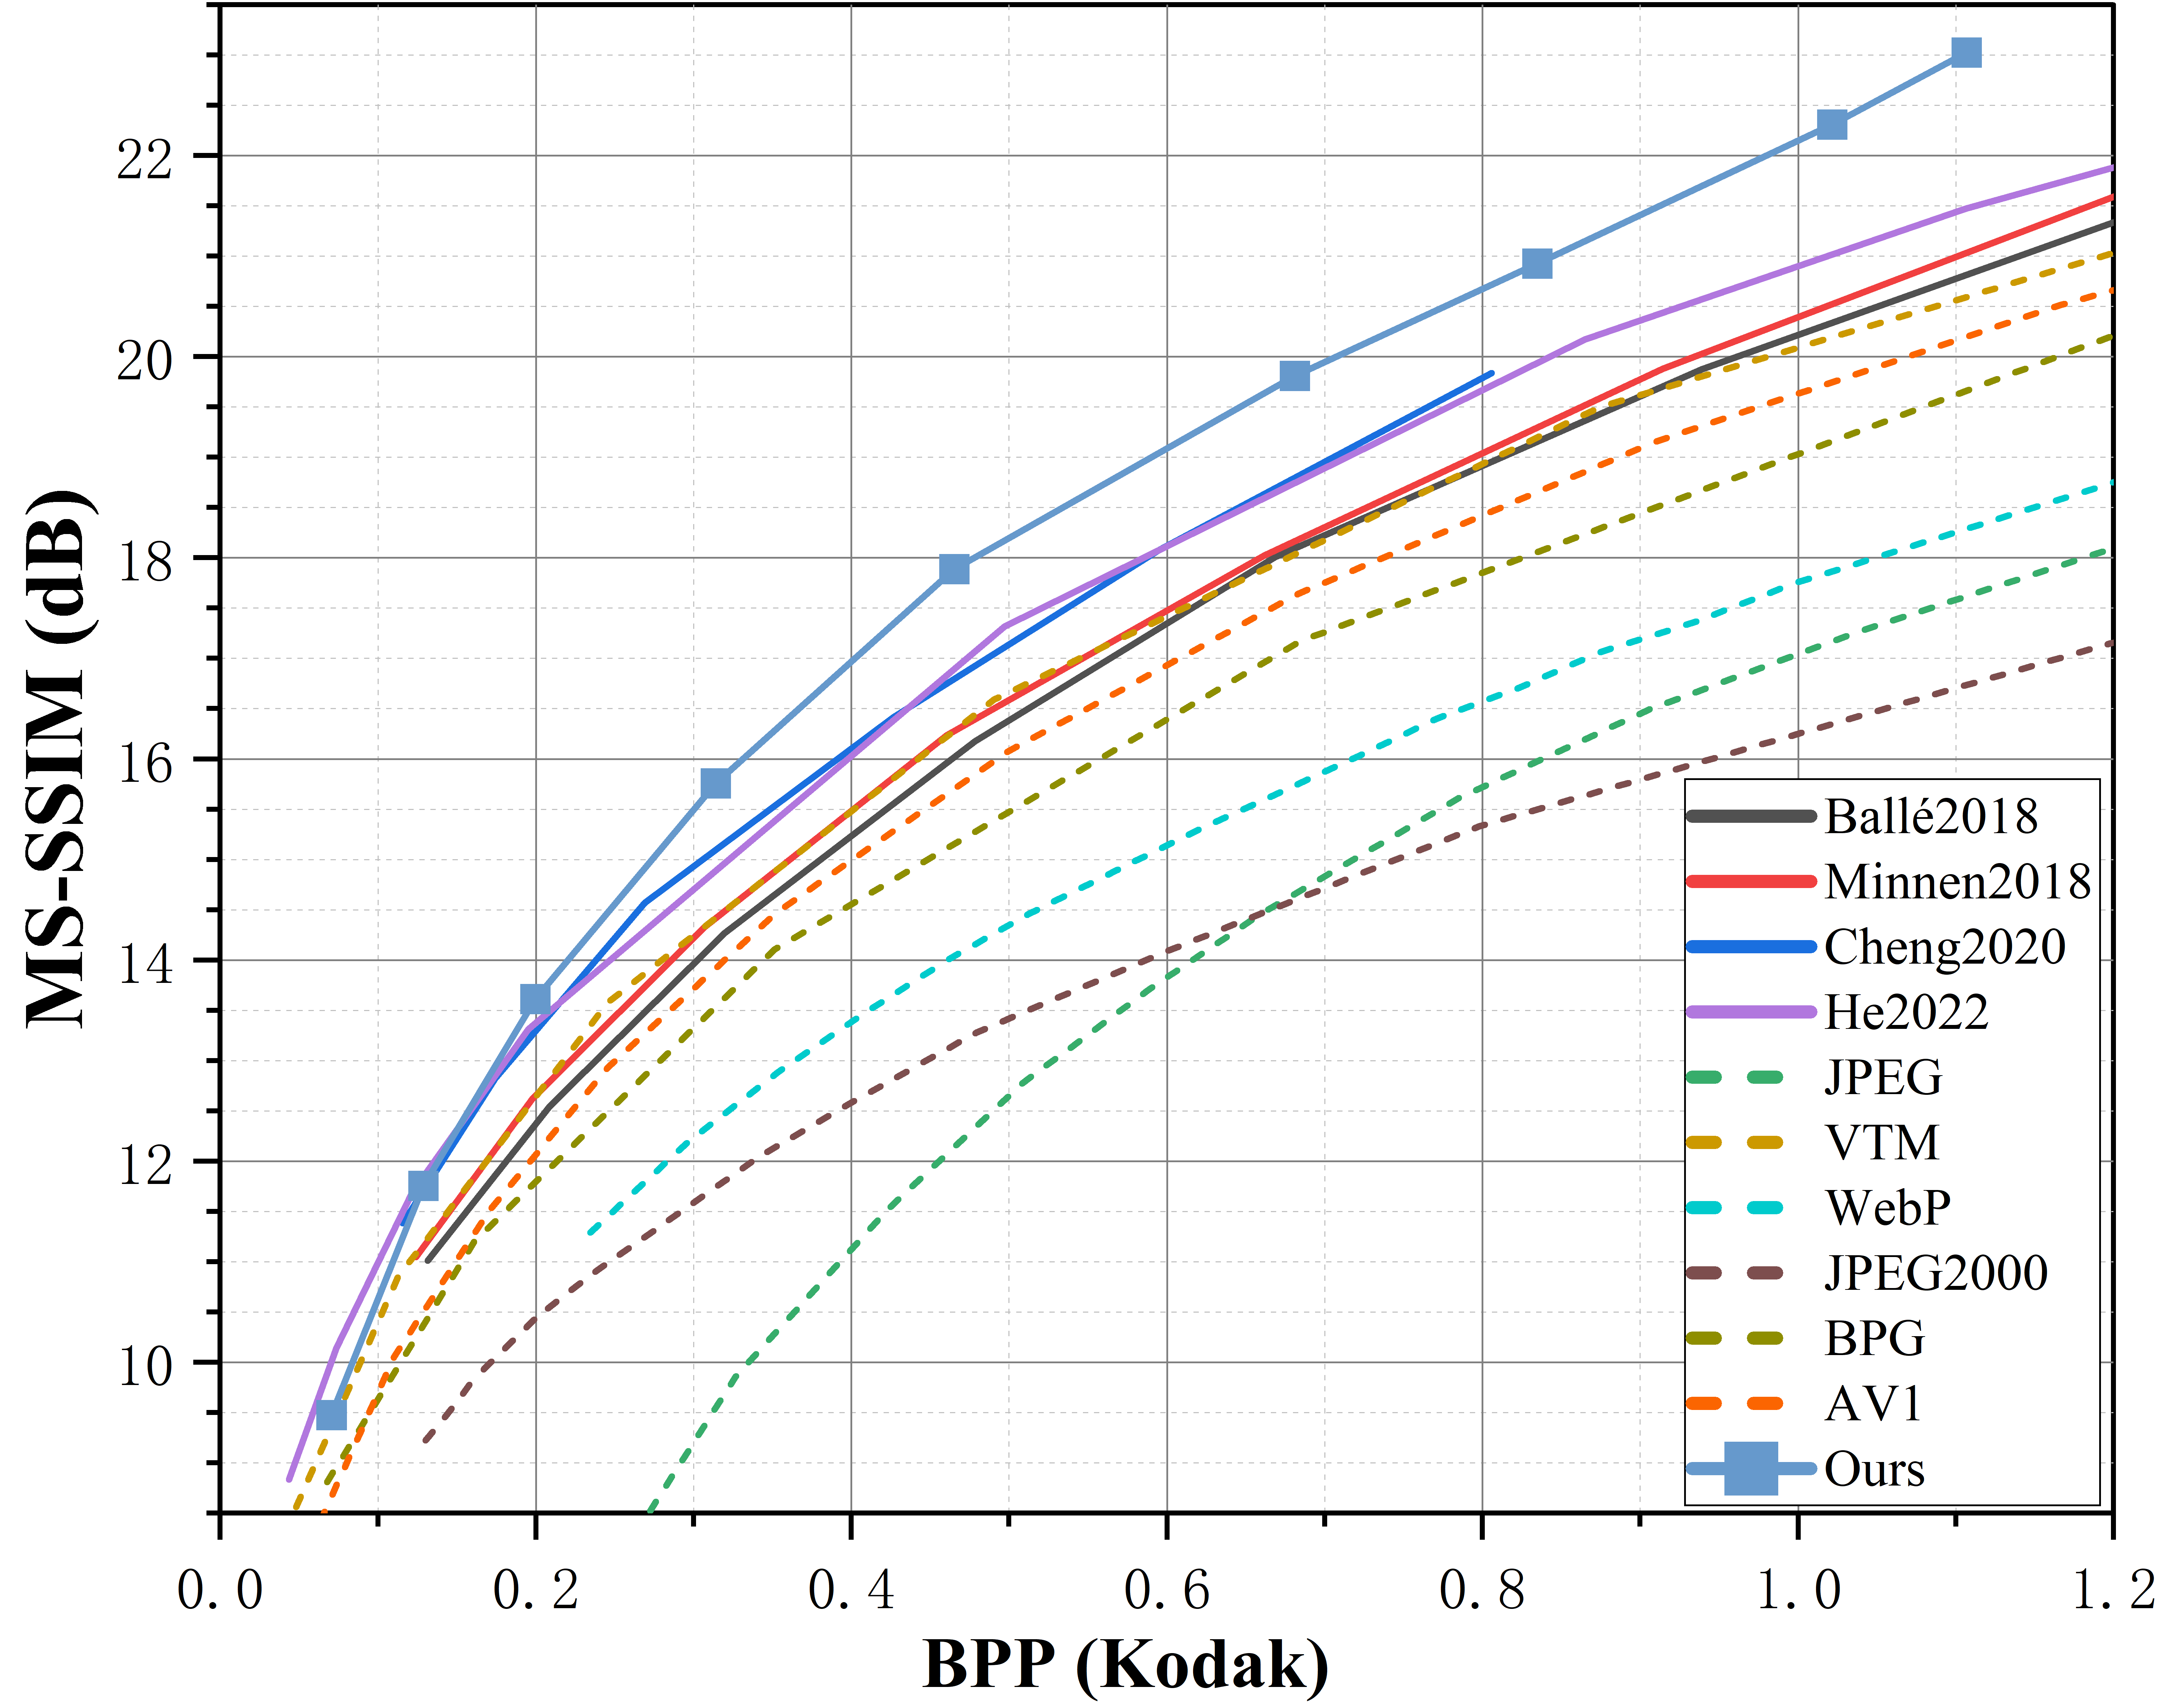 MS-SSIM (dB)
22
20
18
16
14
12
10
Ballé2018
Minnen2018
Cheng2020
He2022
JPEG
VTM
WebP
JPEG2000
BPG
AV1
Ours
0.0 0.2 0.4 0.6 0.8 1.0 1.2
BPP (Kodak)